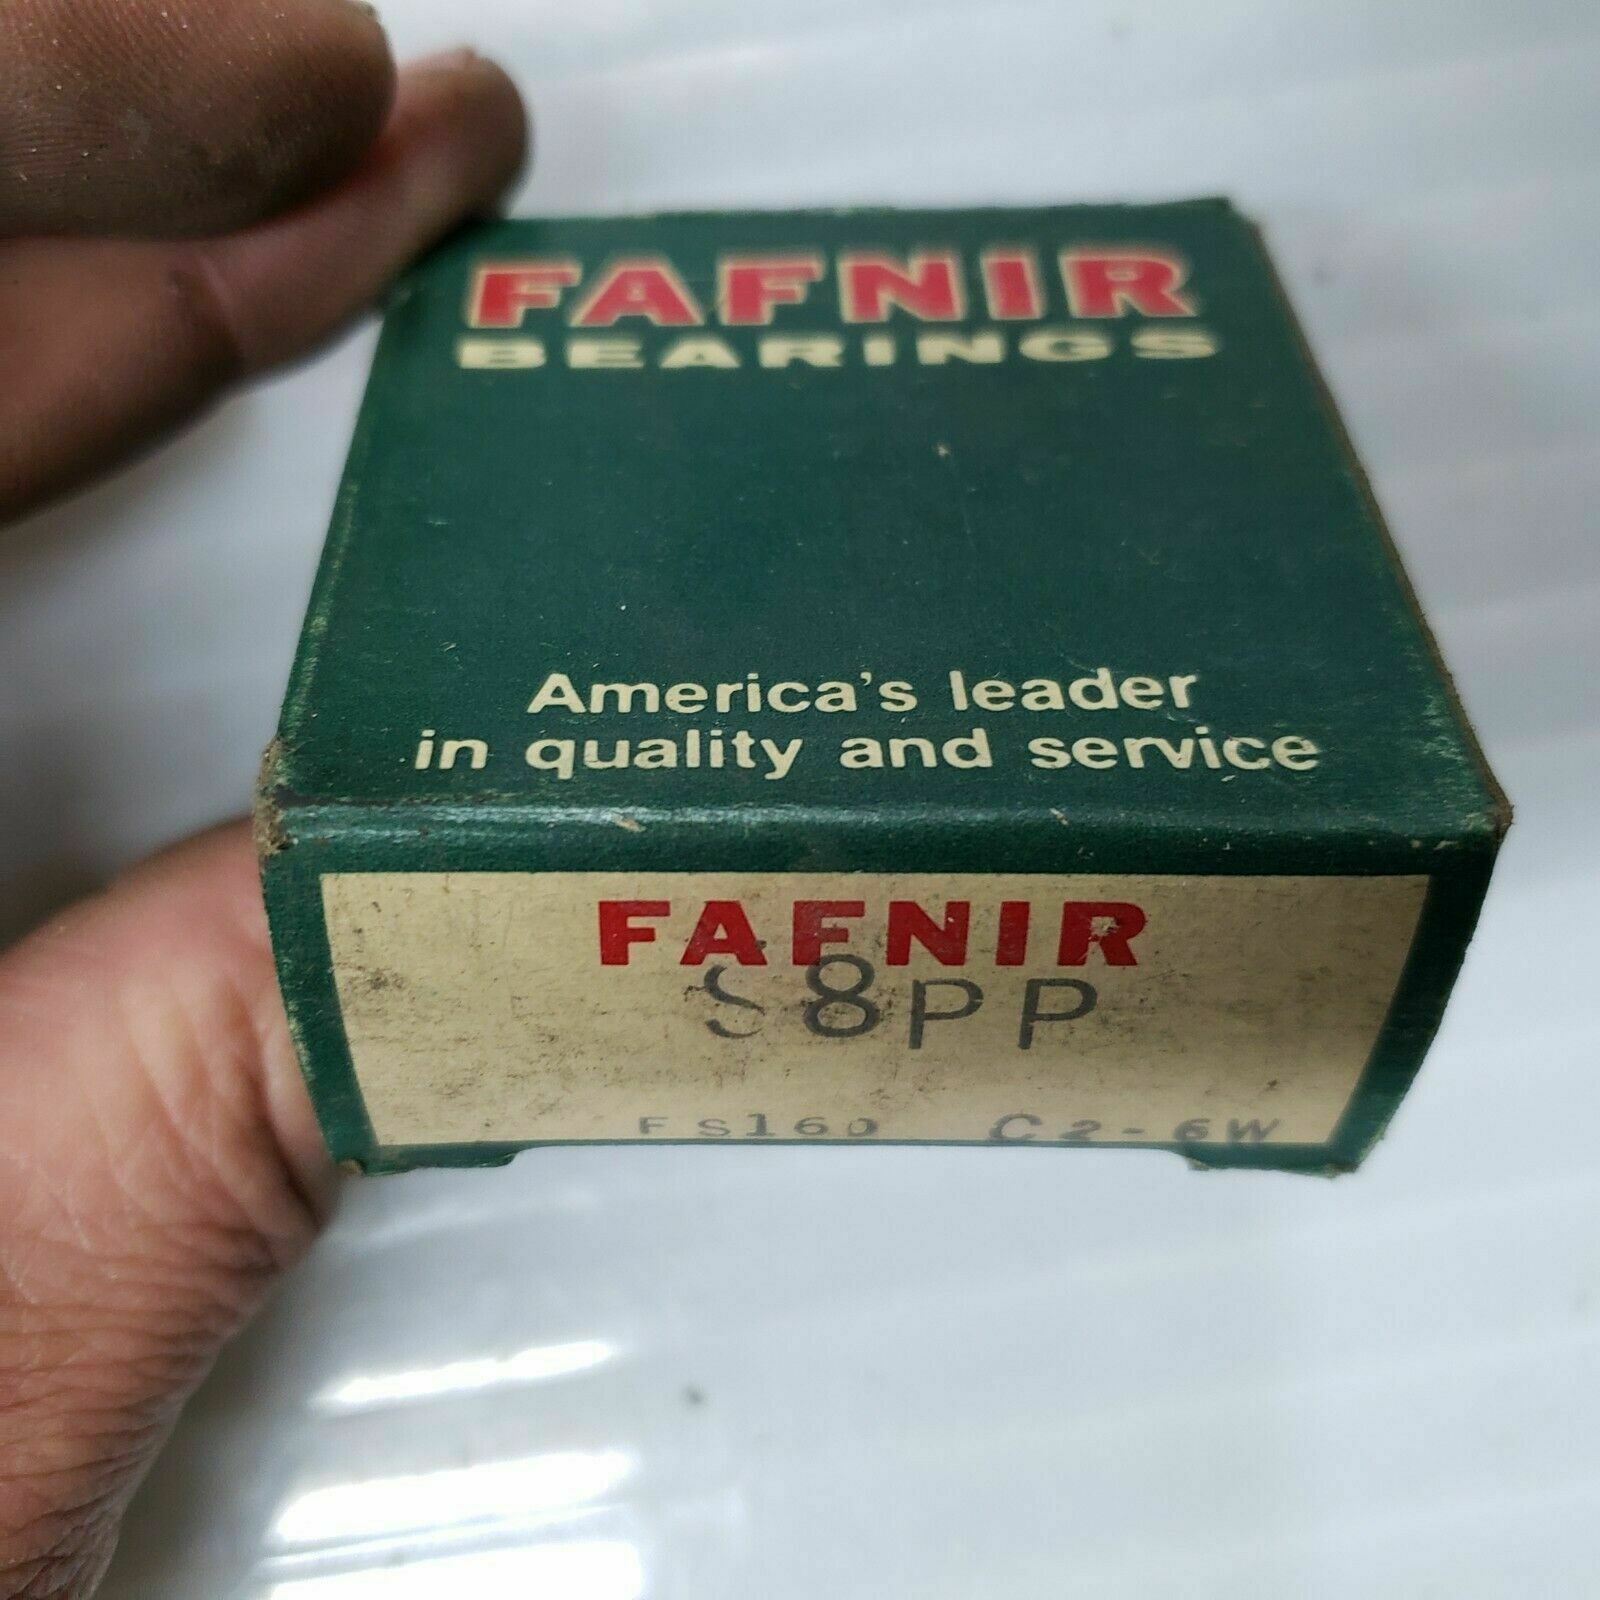 FAFNIR
BEARINGS
America's leader
in quality and service
FAFNIR
S8PP
FS160 C2-6W